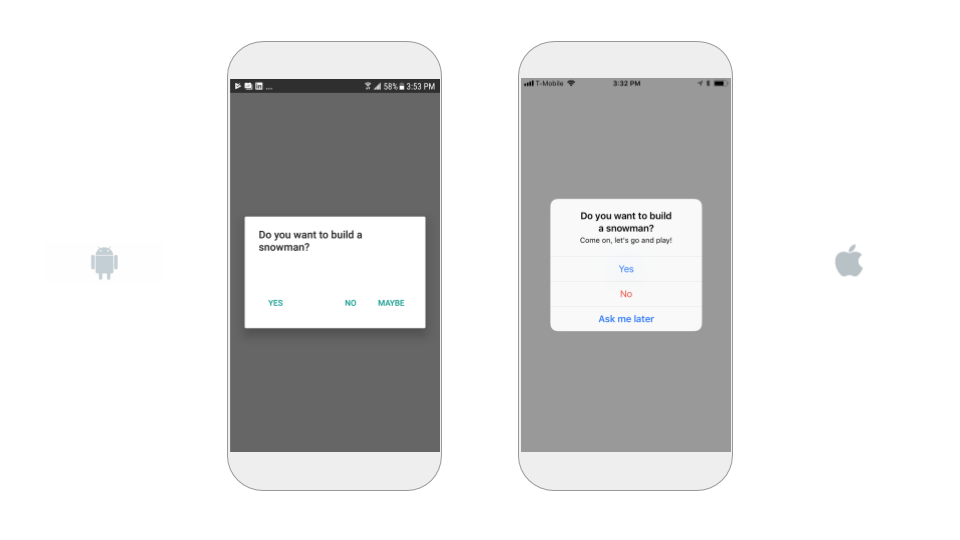 ... 58% 3:53 PM
Do you want to build a
snowman?
YES NO MAYBE
T-Mobile 3:32 PM
Do you want to build
a snowman?
Come on, let's go and play!
Yes
No
Ask me later